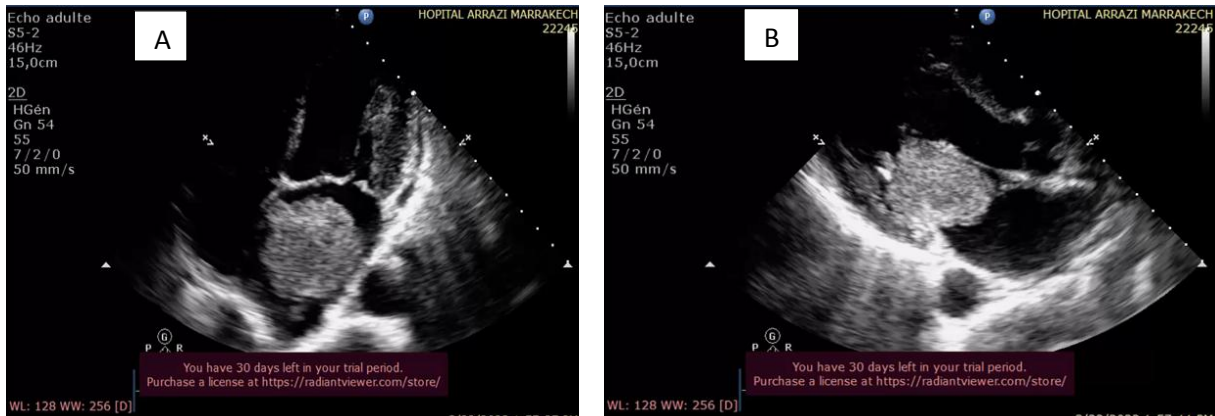 Echo adulte
S5-2
46Hz
15,0cm
2D
HGén
Gn 54
55
7/2/0
50 mm/s
A
P
HOPITAL ARRAZI MARRAKECH
22245
x
x
G
P R
You have 30 days left in your trial period.
Purchase a license at https://radiantviewer.com/store/
WL: 128 WW: 256 [D]
Echo adulte
S5-2
46Hz
15,0cm
2D
HGén
Gn 54
55
7/2/0
50 mm/s
B
P
HOPITAL ARRAZI MARRAKECH
22245
x
x
G
P R
You have 30 days left in your trial period.
Purchase a license at https://radiantviewer.com/store/
WL: 128 WW: 256 [D]